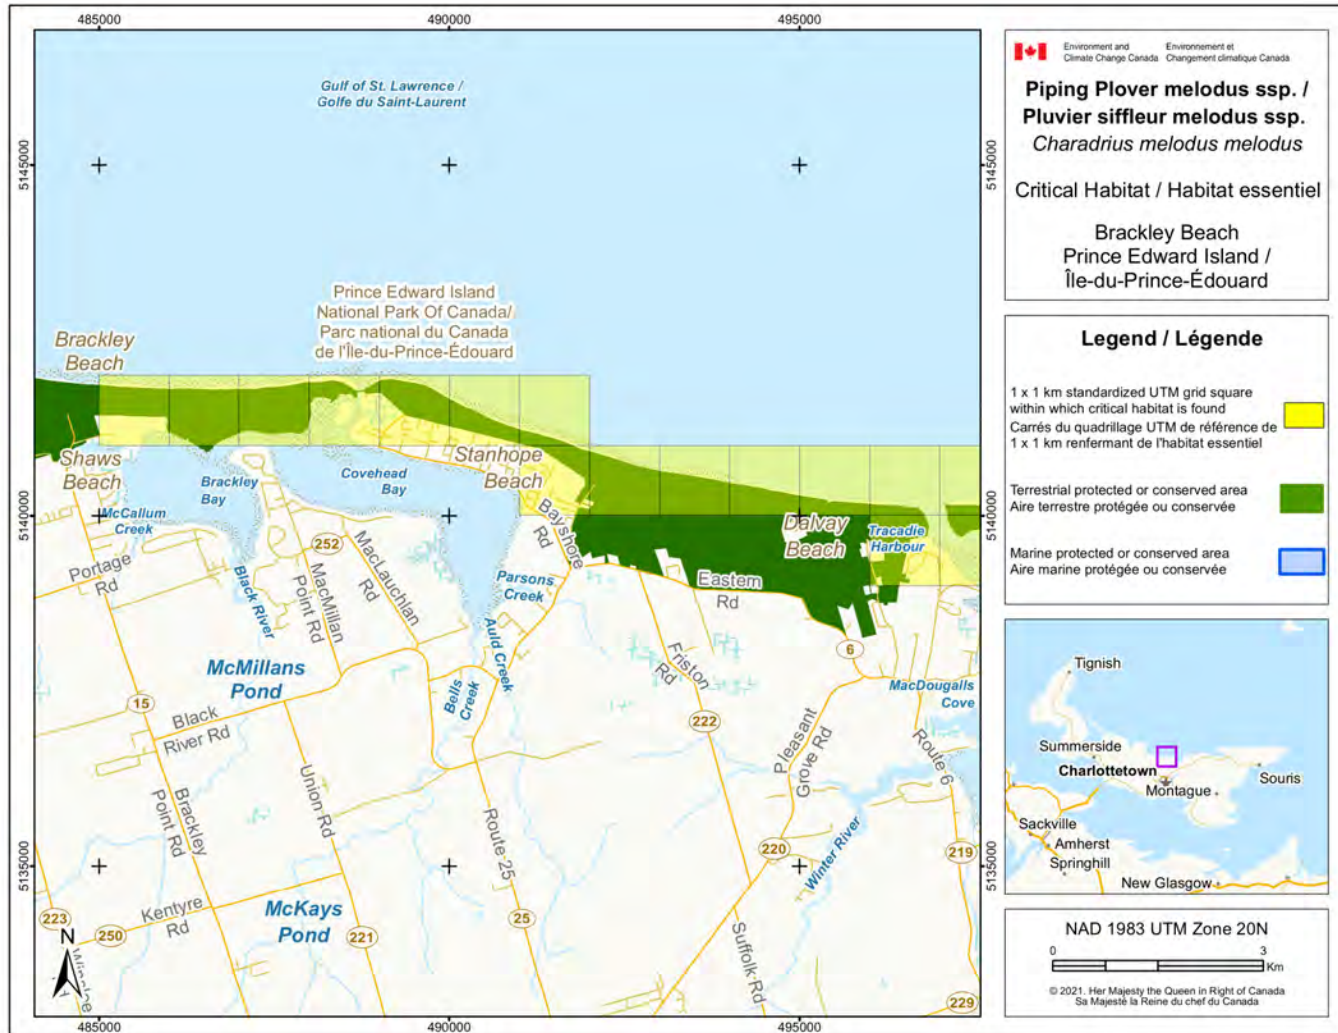 485000
490000
495000
5145000
5145000
Gulf of St. Lawrence /
Golfe du Saint-Laurent
Prince Edward Island
National Park Of Canada/
Parc national du Canada
de l'Île-du-Prince-Édouard
Brackley
Beach
Shaws
Beach
Brackley
Bay
Covehead
Bay
Stanhope
Beach
McCallum
Creek
5140000
5140000
Dalvay
Beach
Tracadie
Harbour
Bayshore
Rd
Portage
Rd
252
Black River
MacMillan
Point Rd
MacLauchlan
Rd
Parsons
Creek
Eastern
Rd
Auld Creek
6
McMillans
Pond
Bells
Creek
Friston
Rd
MacDougalls
Cove
15
Black
River Rd
222
Pleasant
Grove Rd
Route 6
Union Rd
Brackley
Point Rd
Route 25
220
Winter River
219
5135000
5135000
223
Kentyre
Rd
250
McKays
Pond
221
25
Suffolk Rd
229
N
485000
490000
495000
Environment and
Climate Change Canada
Environnement et
Changement climatique Canada
Piping Plover melodus ssp. /
Pluvier siffleur melodus ssp.
Charadrius melodus melodus
Critical Habitat / Habitat essentiel
Brackley Beach
Prince Edward Island /
Île-du-Prince-Édouard
Legend / Légende
1 x 1 km standardized UTM grid square
within which critical habitat is found
Carrés du quadrillage UTM de référence de
1 x 1 km renfermant de l'habitat essentiel
Terrestrial protected or conserved area
Aire terrestre protégée ou conservée
Marine protected or conserved area
Aire marine protégée ou conservée
Tignish
Summerside
Charlottetown
Montague
Souris
Sackville
Amherst
Springhill
New Glasgow
NAD 1983 UTM Zone 20N
0 3
Km
© 2021. Her Majesty the Queen in Right of Canada
Sa Majesté la Reine du chef du Canada